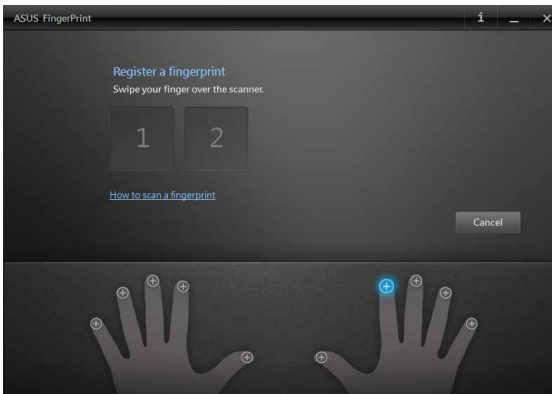 ASUS FingerPrint
Register a fingerprint
Swipe your finger over the scanner.
1 2
How to scan a fingerprint
Cancel